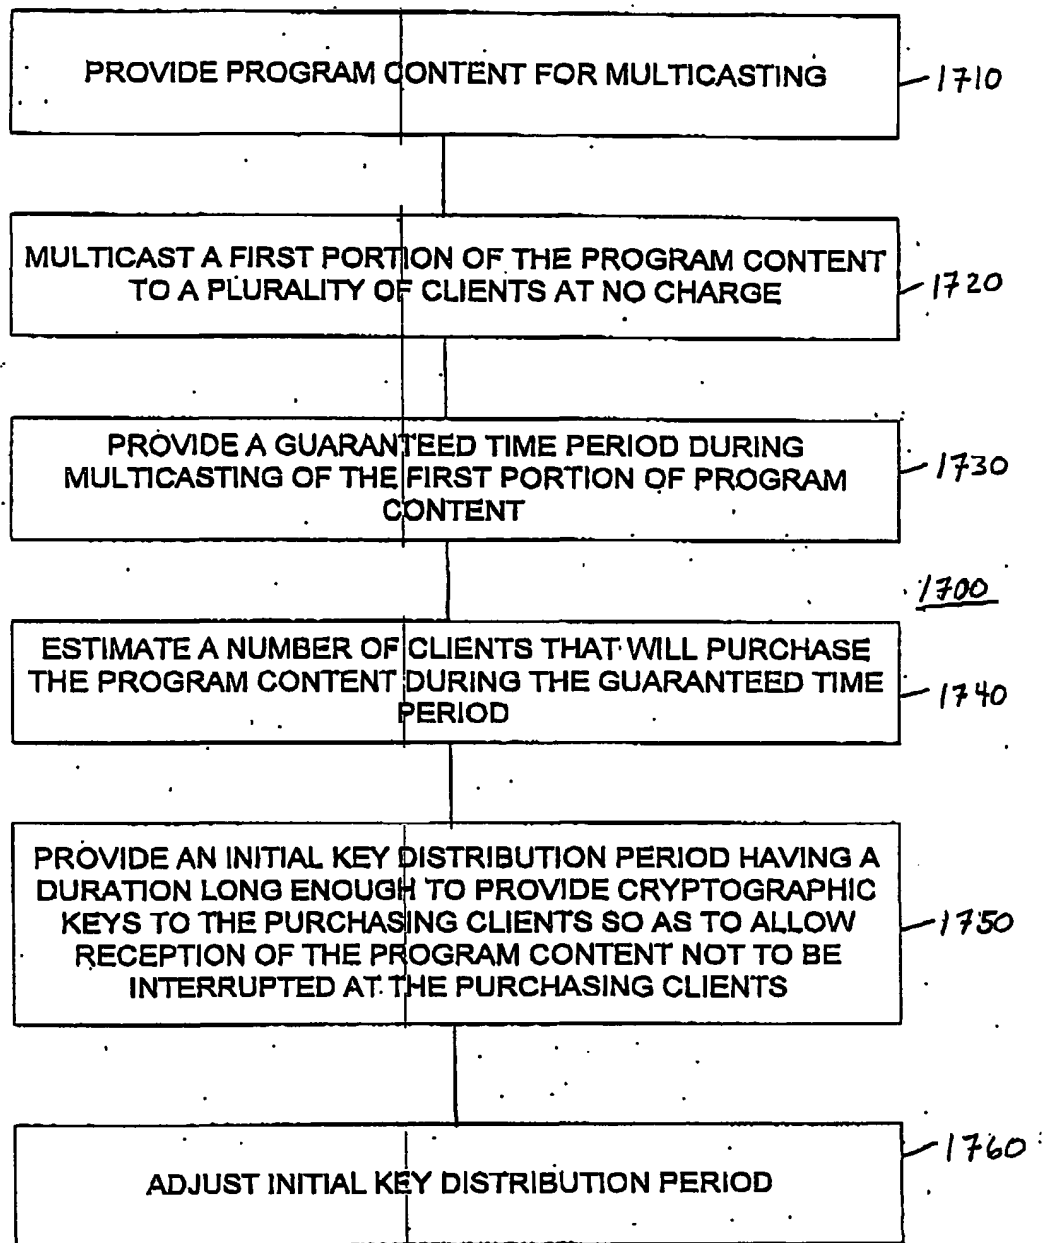 PROVIDE PROGRAM CONTENT FOR MULTICASTING
1710
MULTICAST A FIRST PORTION OF THE PROGRAM CONTENT
TO A PLURALITY OF CLIENTS AT NO CHARGE
1720
PROVIDE A GUARANTEED TIME PERIOD DURING
MULTICASTING OF THE FIRST PORTION OF PROGRAM
CONTENT
1730
1700
ESTIMATE A NUMBER OF CLIENTS THAT WILL PURCHASE
THE PROGRAM CONTENT DURING THE GUARANTEED TIME
PERIOD
1740
PROVIDE AN INITIAL KEY DISTRIBUTION PERIOD HAVING A
DURATION LONG ENOUGH TO PROVIDE CRYPTOGRAPHIC
KEYS TO THE PURCHASING CLIENTS SO AS TO ALLOW
RECEPTION OF THE PROGRAM CONTENT NOT TO BE
INTERRUPTED AT THE PURCHASING CLIENTS
1750
ADJUST INITIAL KEY DISTRIBUTION PERIOD
1760